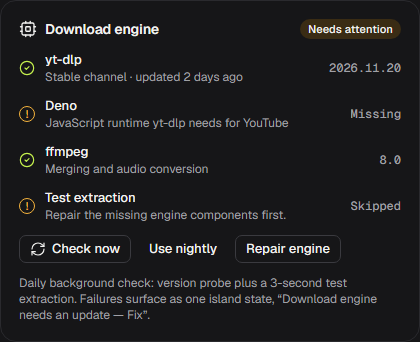 Download engine
Needs attention
yt-dlp
Stable channel · updated 2 days ago
2026.11.20
Deno
JavaScript runtime yt-dlp needs for YouTube
Missing
ffmpeg
Merging and audio conversion
8.0
Test extraction
Repair the missing engine components first.
Skipped
Check now
Use nightly
Repair engine
Daily background check: version probe plus a 3-second test
extraction. Failures surface as one island state, “Download engine
needs an update — Fix”.